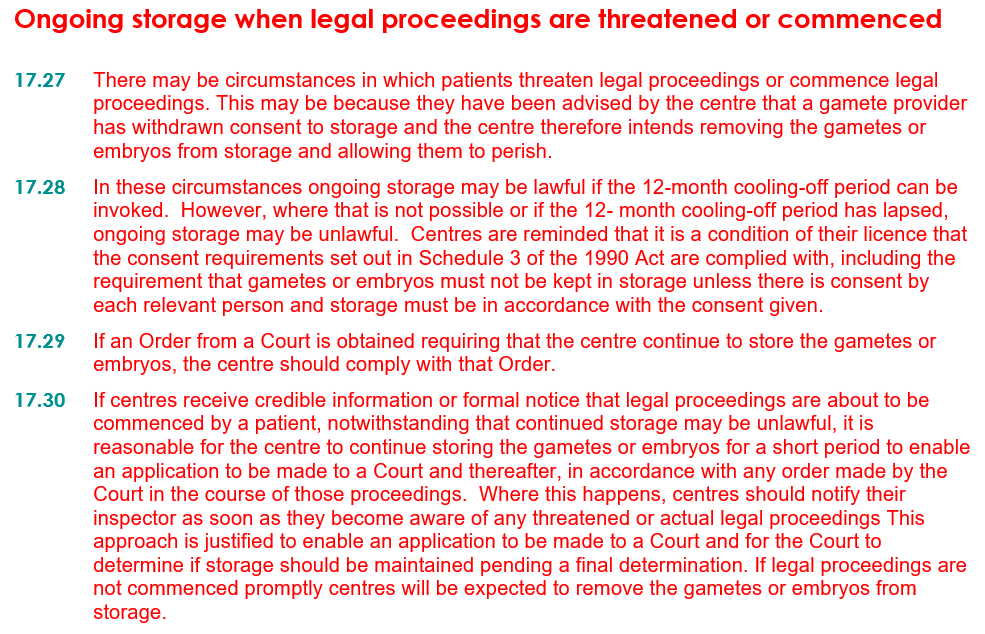 Ongoing storage when legal proceedings are threatened or commenced
17.27 There may be circumstances in which patients threaten legal proceedings or commence legal
proceedings. This may be because they have been advised by the centre that a gamete provider
has withdrawn consent to storage and the centre therefore intends removing the gametes or
embryos from storage and allowing them to perish.
17.28 In these circumstances ongoing storage may be lawful if the 12-month cooling-off period can be
invoked.  However, where that is not possible or if the 12- month cooling-off period has lapsed,
ongoing storage may be unlawful.  Centres are reminded that it is a condition of their licence that
the consent requirements set out in Schedule 3 of the 1990 Act are complied with, including the
requirement that gametes or embryos must not be kept in storage unless there is consent by
each relevant person and storage must be in accordance with the consent given.
17.29 If an Order from a Court is obtained requiring that the centre continue to store the gametes or
embryos, the centre should comply with that Order.
17.30 If centres receive credible information or formal notice that legal proceedings are about to be
commenced by a patient, notwithstanding that continued storage may be unlawful, it is
reasonable for the centre to continue storing the gametes or embryos for a short period to enable
an application to be made to a Court and thereafter, in accordance with any order made by the
Court in the course of those proceedings.  Where this happens, centres should notify their
inspector as soon as they become aware of any threatened or actual legal proceedings This
approach is justified to enable an application to be made to a Court and for the Court to
determine if storage should be maintained pending a final determination. If legal proceedings are
not commenced promptly centres will be expected to remove the gametes or embryos from
storage.